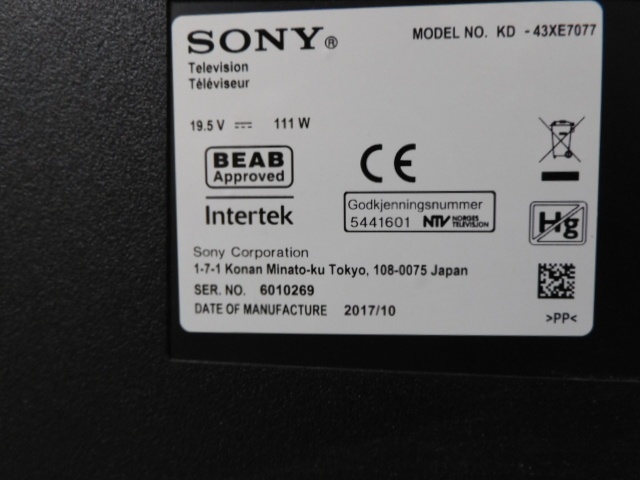 SONY®
MODEL NO. KD - 43XE7077
Television
Téléviseur
19.5 V 111 W
BEAB
Approved
CE
Intertek
Godkjenningsnummer
5441601 NTV NORGES
TELEVISION
Hg
Sony Corporation
1-7-1 Konan Minato-ku Tokyo, 108-0075 Japan
SER. NO. 6010269
DATE OF MANUFACTURE 2017/10
>PP<